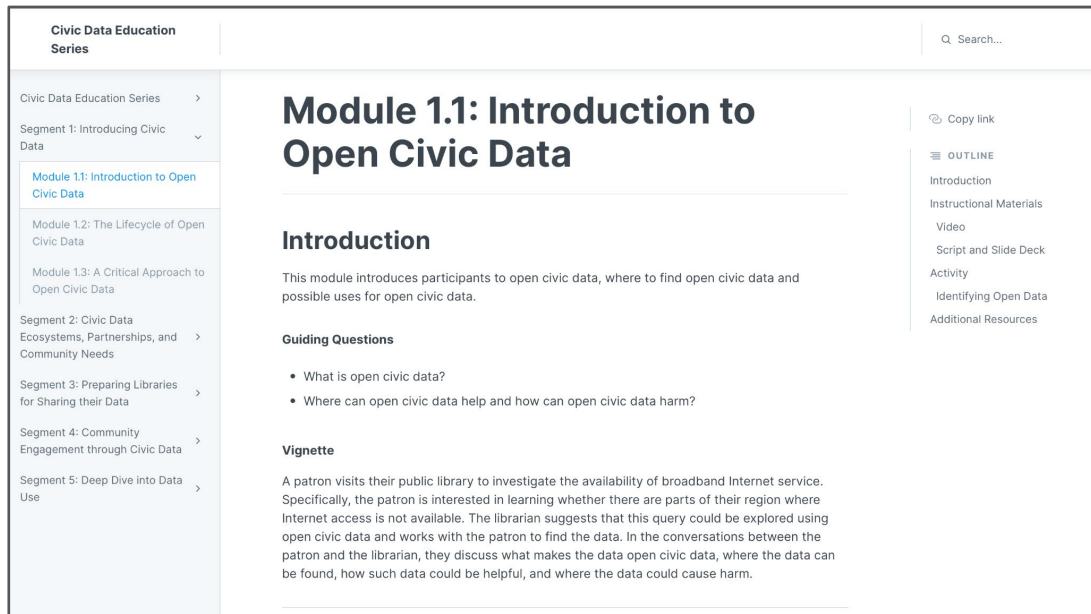 Civic Data Education
Series
Search...
Civic Data Education Series
Segment 1: Introducing Civic
Data
Module 1.1: Introduction to Open
Civic Data
Module 1.2: The Lifecycle of Open
Civic Data
Module 1.3: A Critical Approach to
Open Civic Data
Segment 2: Civic Data
Ecosystems, Partnerships, and
Community Needs
Segment 3: Preparing Libraries
for Sharing their Data
Segment 4: Community
Engagement through Civic Data
Segment 5: Deep Dive into Data
Use
Module 1.1: Introduction to
Open Civic Data
Introduction
This module introduces participants to open civic data, where to find open civic data and
possible uses for open civic data.
Guiding Questions
• What is open civic data?
• Where can open civic data help and how can open civic data harm?
Vignette
A patron visits their public library to investigate the availability of broadband Internet service.
Specifically, the patron is interested in learning whether there are parts of their region where
Internet access is not available. The librarian suggests that this query could be explored using
open civic data and works with the patron to find the data. In the conversations between the
patron and the librarian, they discuss what makes the data open civic data, where the data can
be found, how such data could be helpful, and where the data could cause harm.
Copy link
OUTLINE
Introduction
Instructional Materials
Video
Script and Slide Deck
Activity
Identifying Open Data
Additional Resources